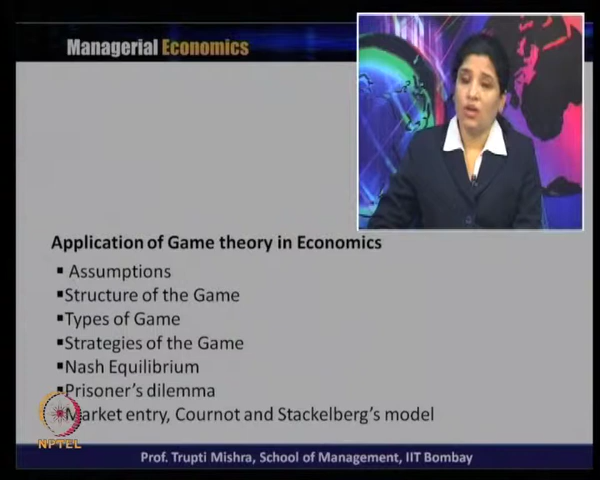 Managerial Economics
Application of Game theory in Economics
▪ Assumptions
▪Structure of the Game
▪Types of Game
▪Strategies of the Game
▪Nash Equilibrium
▪Prisoner's dilemma
▪Market entry, Cournot and Stackelberg's model
NPTEL
Prof. Trupti Mishra, School of Management, IIT Bombay